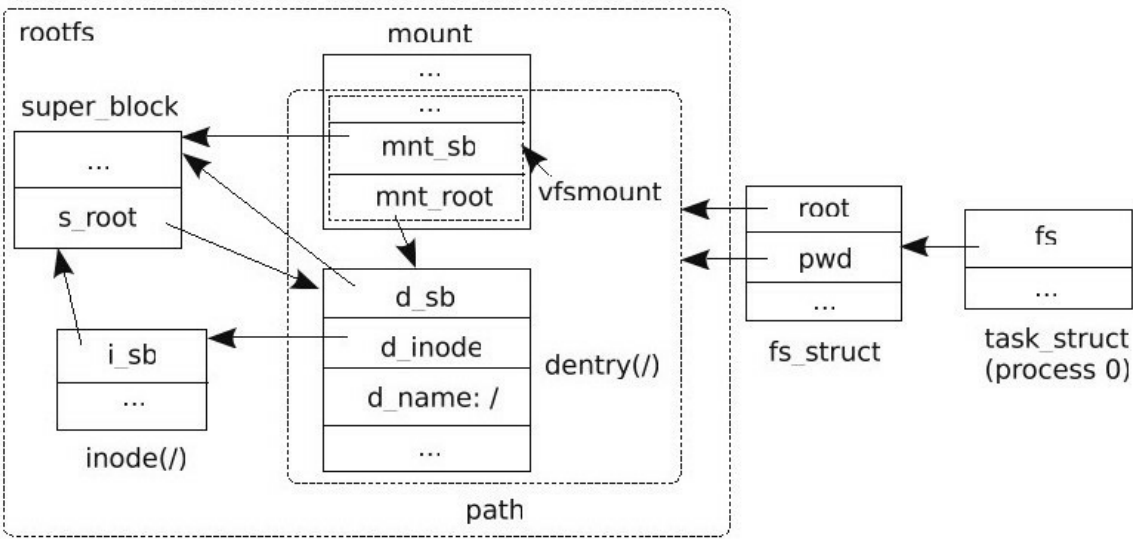 rootfs
mount
...
...
mnt_sb
mnt_root
vfsmount
super_block
...
s_root
d_sb
d_inode
d_name: /
...
dentry(/)
i_sb
...
inode(/)
path
root
pwd
...
fs_struct
fs
...
task_struct
(process 0)